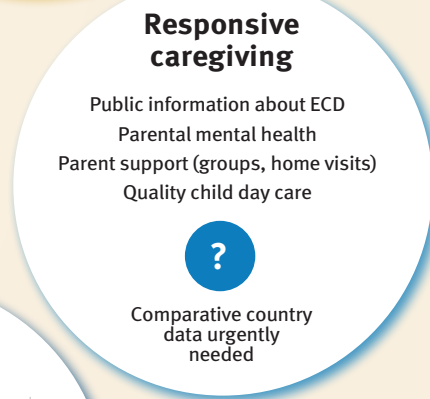 Responsive
caregiving
Public information about ECD
Parental mental health
Parent support (groups, home visits)
Quality child day care
?
Comparative country
data urgently
needed